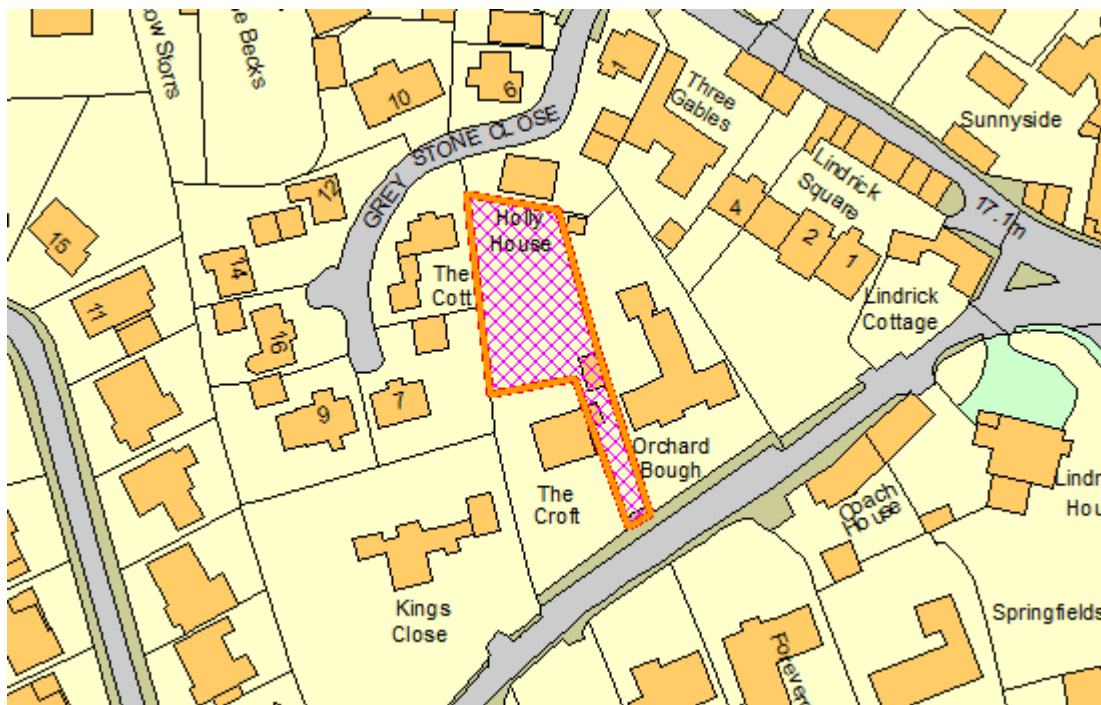 ow Storrs
e Becks
10
6
7
Three
Gables
Sunnyside
GREY STONE CLOSE
12
Lindrick
Square
17.1m
15
Holly
House
4
2
1
14
The
Cott
11
Lindrick
Cottage
16
9
7
Orchard
Bough
The
Croft
Coach
House
Lindr
Hou
Kings
Close
Springfields
Forever